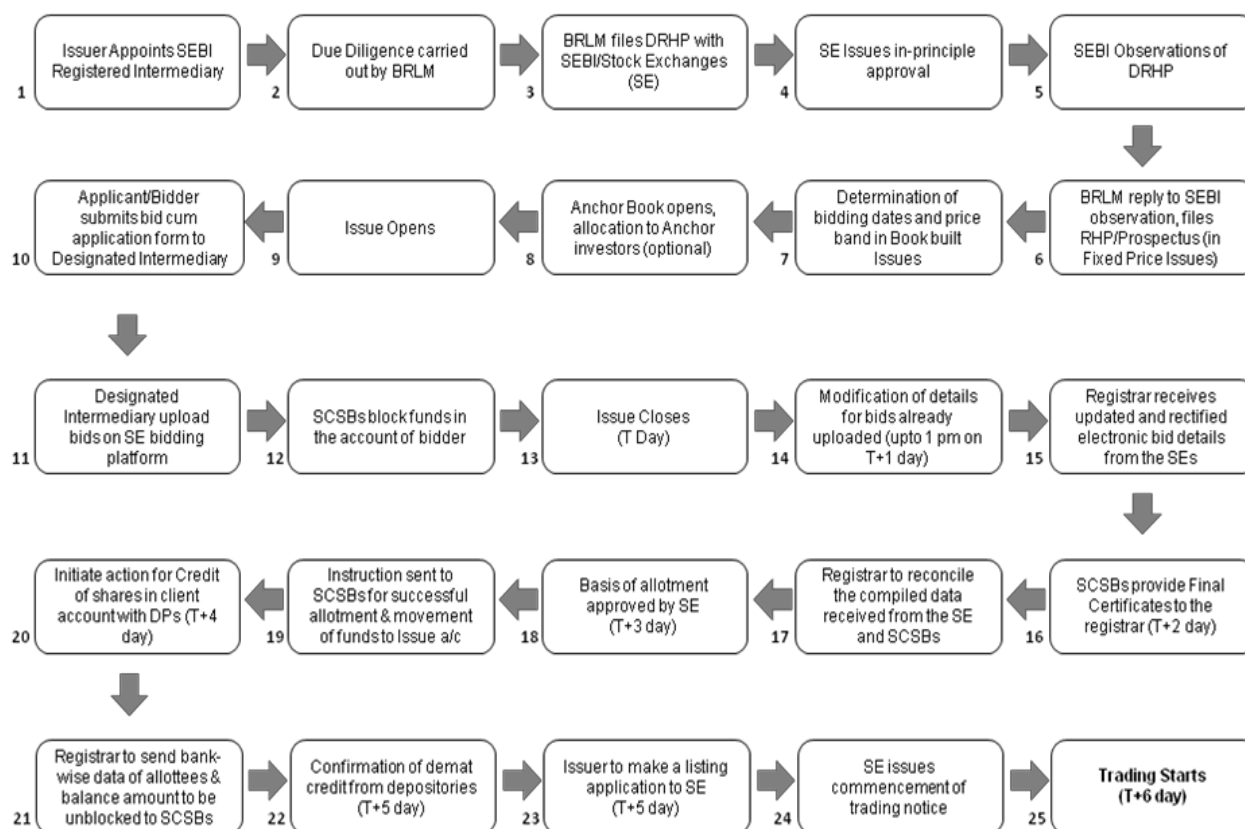 Issuer Appoints SEBI
Registered Intermediary
1
Due Diligence carried
out by BRLM
2
BRLM files DRHP with
SEBI/Stock Exchanges
(SE)
3
SE Issues in-principle
approval
4
SEBI Observations of
DRHP
5
BRLM reply to SEBI
observation, files
RHP/Prospectus (in
Fixed Price Issues)
6
Determination of
bidding dates and price
band in Book built
Issues
7
Anchor Book opens,
allocation to Anchor
investors (optional)
8
Issue Opens
9
Applicant/Bidder
submits bid cum
application form to
Designated Intermediary
10
Designated
Intermediary upload
bids on SE bidding
platform
11
SCSBs block funds in
the account of bidder
12
Issue Closes
(T Day)
13
Modification of details
for bids already
uploaded (upto 1 pm on
T+1 day)
14
Registrar receives
updated and rectified
electronic bid details
from the SEs
15
SCSBs provide Final
Certificates to the
registrar (T+2 day)
16
Registrar to reconcile
the compiled data
received from the SE
and SCSBs
17
Basis of allotment
approved by SE
(T+3 day)
18
Instruction sent to
SCSBs for successful
allotment & movement
of funds to Issue a/c
19
Initiate action for Credit
of shares in client
account with DPs (T+4
day)
20
Registrar to send bank-
wise data of allottees &
balance amount to be
unblocked to SCSBs
21
Confirmation of demat
credit from depositories
(T+5 day)
22
Issuer to make a listing
application to SE
(T+5 day)
23
SE issues
commencement of
trading notice
24
Trading Starts
(T+6 day)
25